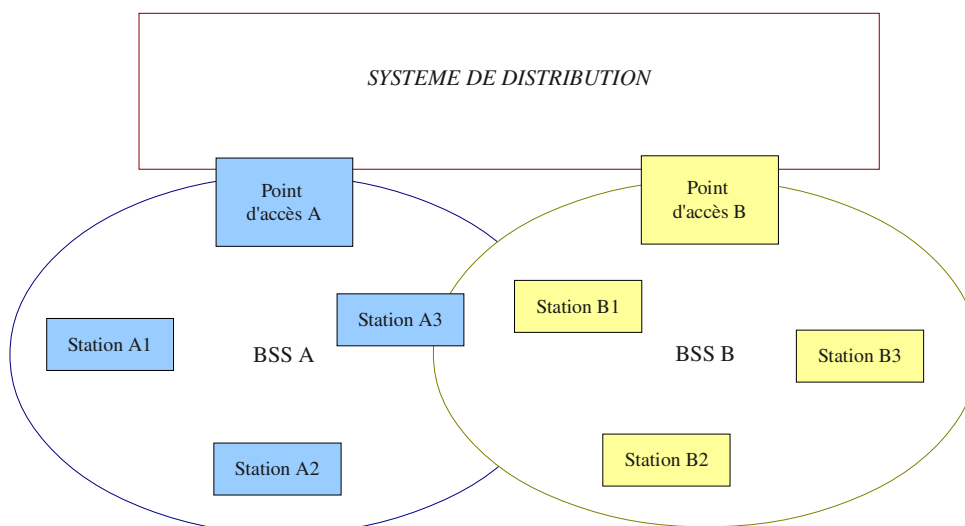 SYSTEME DE DISTRIBUTION
Point
d'accès A
Point
d'accès B
Station A3
Station B1
Station A1
BSS A
BSS B
Station B3
Station A2
Station B2